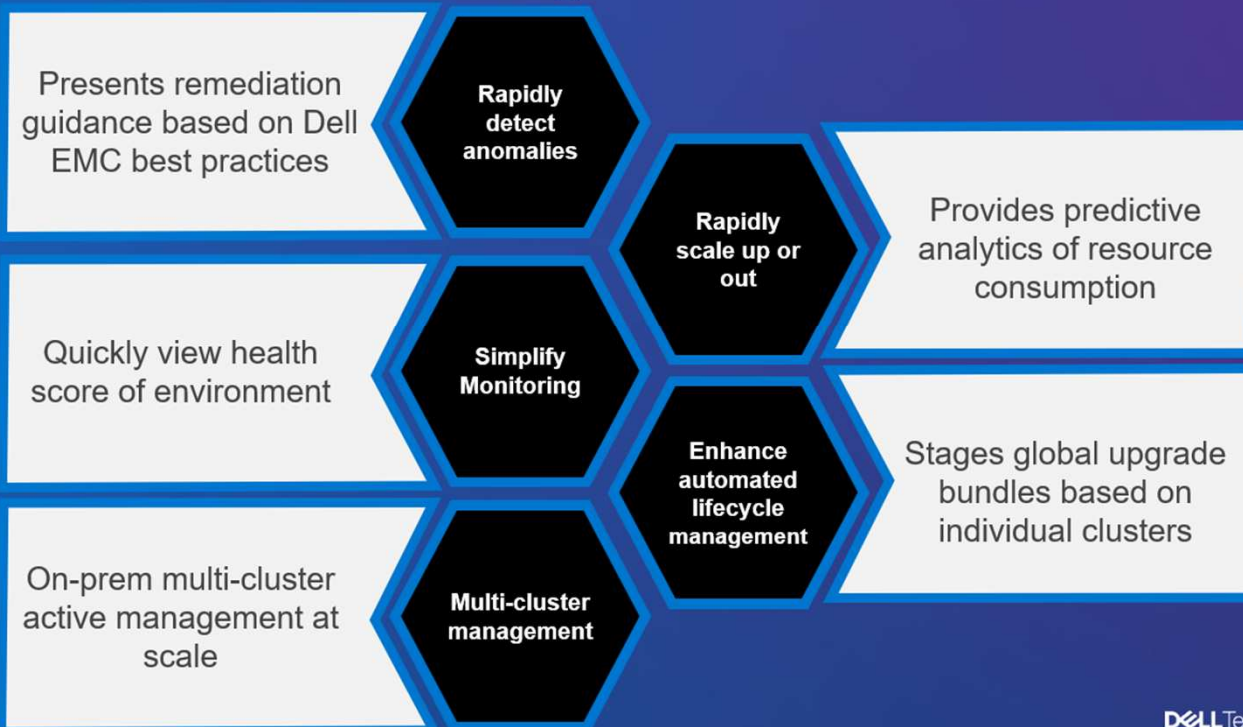 Presents remediation
guidance based on Dell
EMC best practices
Rapidly
detect
anomalies
Rapidly
scale up or
out
Provides predictive
analytics of resource
consumption
Quickly view health
score of environment
Simplify
Monitoring
Enhance
automated
lifecycle
management
Stages global upgrade
bundles based on
individual clusters
On-prem multi-cluster
active management at
scale
Multi-cluster
management
DELLTe